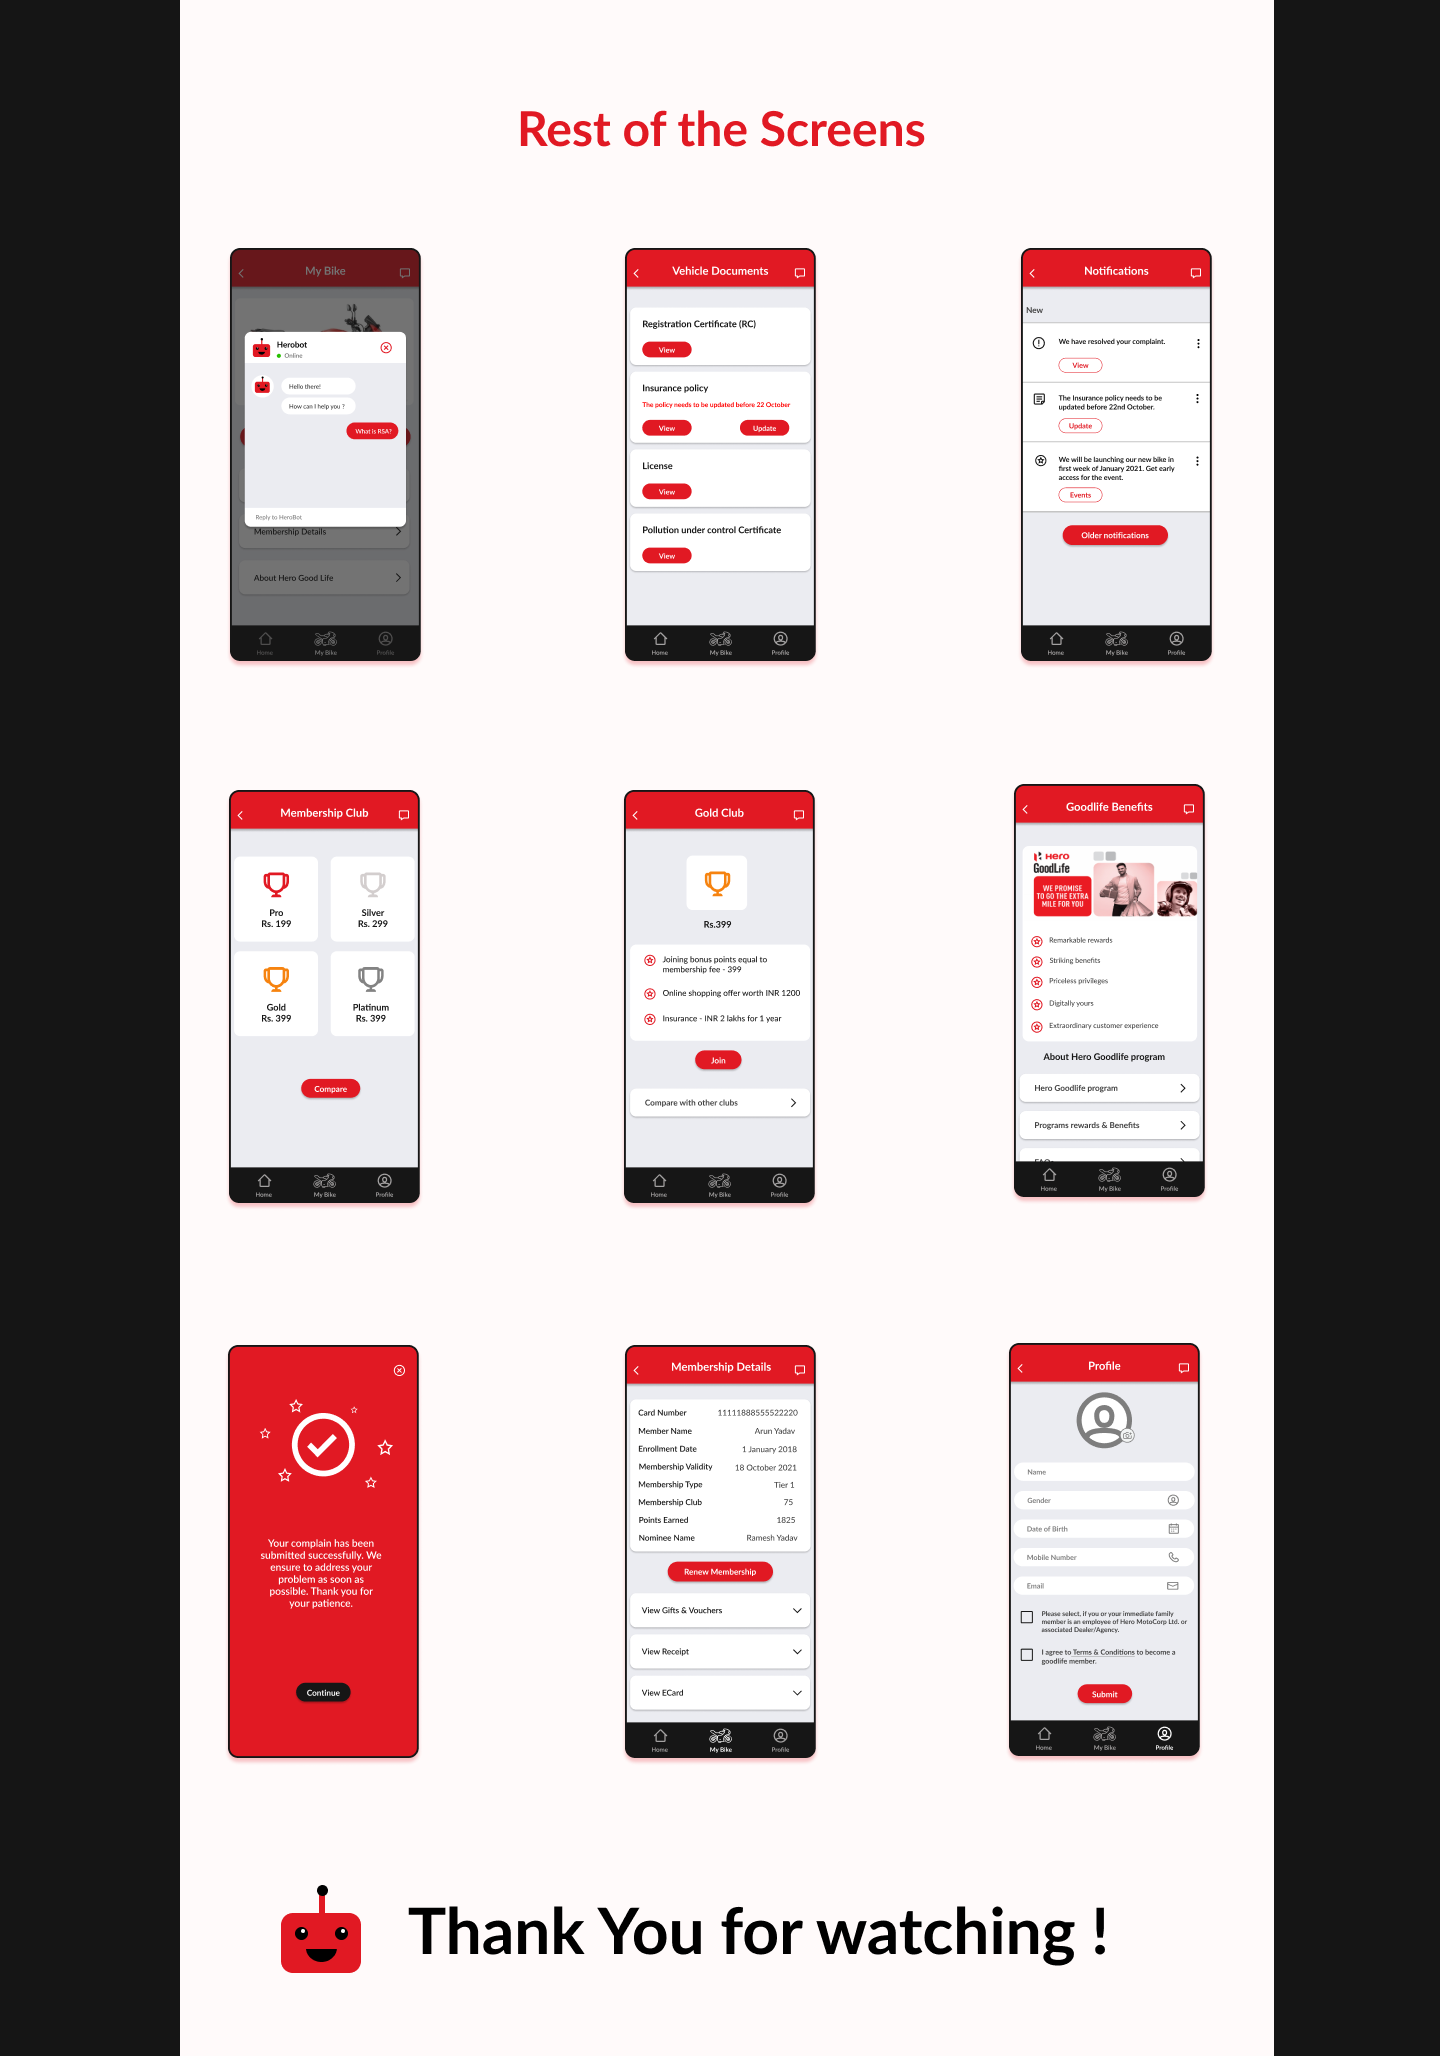 Rest of the Screens
My Bike
Herobot
Online
Hello there!
How can I help you ?
What is RSA?
Reply to HeroBot
Membership Details
About Hero Good Life
Home
My Bike
Profile
Vehicle Documents
Registration Certificate (RC)
View
Insurance policy
The policy needs to be updated before 22 October
View
Update
License
View
Pollution under control Certificate
View
Home
My Bike
Profile
Notifications
New
We have resolved your complaint.
View
The Insurance policy needs to be
updated before 22nd October.
Update
We will be launching our new bike in
first week of January 2021. Get early
access for the event.
Events
Older notifications
Home
My Bike
Profile
Membership Club
Pro
Rs. 199
Silver
Rs. 299
Gold
Rs. 399
Platinum
Rs. 399
Compare
Home
My Bike
Profile
Gold Club
Rs.399
Joining bonus points equal to
membership fee - 399
Online shopping offer worth INR 1200
Insurance - INR 2 lakhs for 1 year
Join
Compare with other clubs
Home
My Bike
Profile
Goodlife Benefits
Hero
GoodLife
WE PROMISE
TO GO THE EXTRA
MILE FOR YOU
Remarkable rewards
Striking benefits
Priceless privileges
Digitally yours
Extraordinary customer experience
About Hero Goodlife program
Hero Goodlife program
Programs rewards & Benefits
Home
My Bike
Profile
Your complain has been
submitted successfully. We
ensure to address your
problem as soon as
possible. Thank you for
your patience.
Continue
Membership Details
Card Number 11111888555522220
Member Name Arun Yadav
Enrollment Date 1 January 2018
Membership Validity 18 October 2021
Membership Type Tier 1
Membership Club 75
Points Earned 1825
Nominee Name Ramesh Yadav
Renew Membership
View Gifts & Vouchers
View Receipt
View ECard
Home
My Bike
Profile
Profile
Name
Gender
Date of Birth
Mobile Number
Email
Please select, if you or your immediate family
member is an employee of Hero MotoCorp Ltd. or
associated Dealer/Agency.
I agree to Terms & Conditions to become a
goodlife member.
Submit
Home
My Bike
Profile
Thank You for watching !